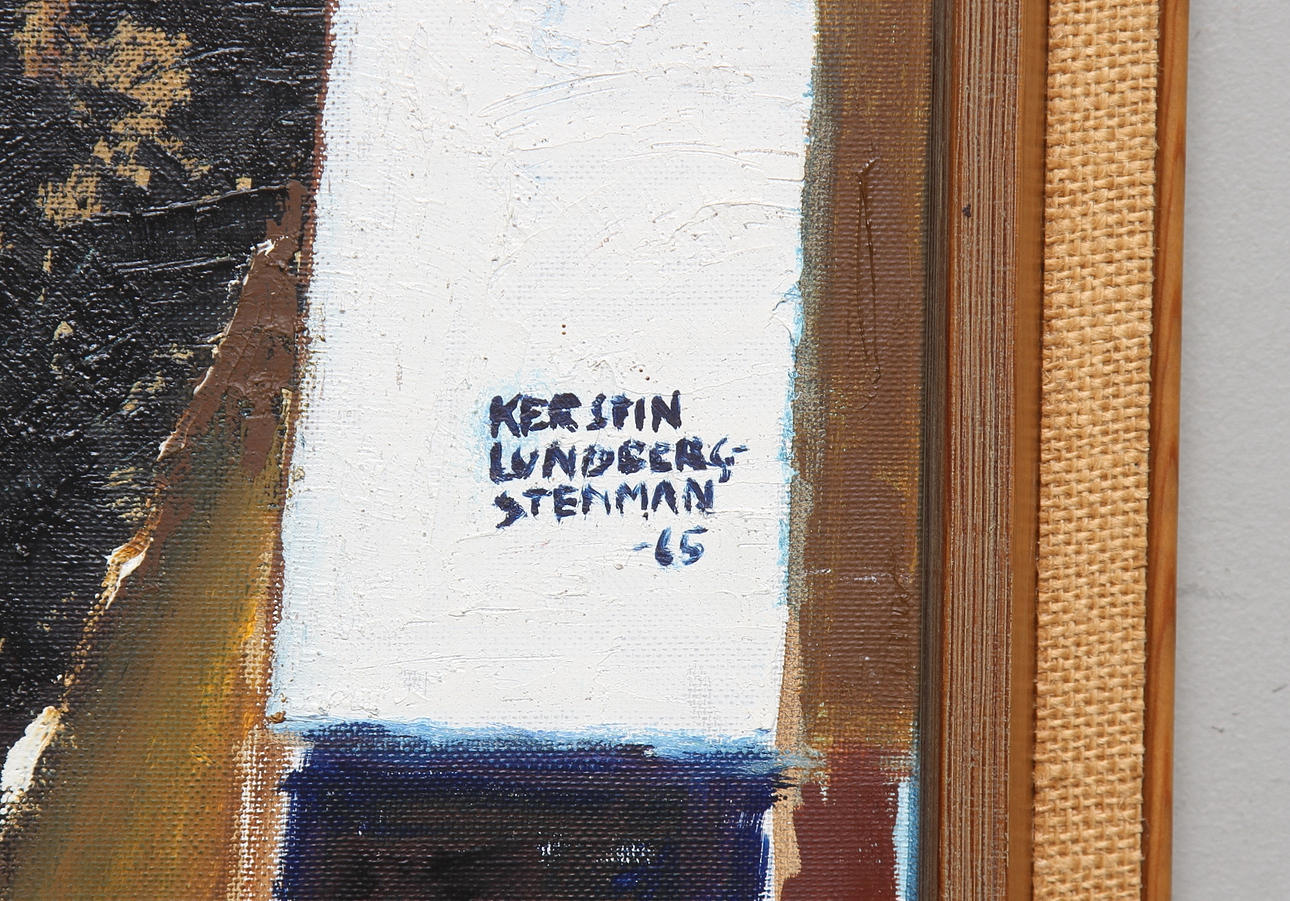 KERSTIN
LUNDBERG-
STENMAN
-65